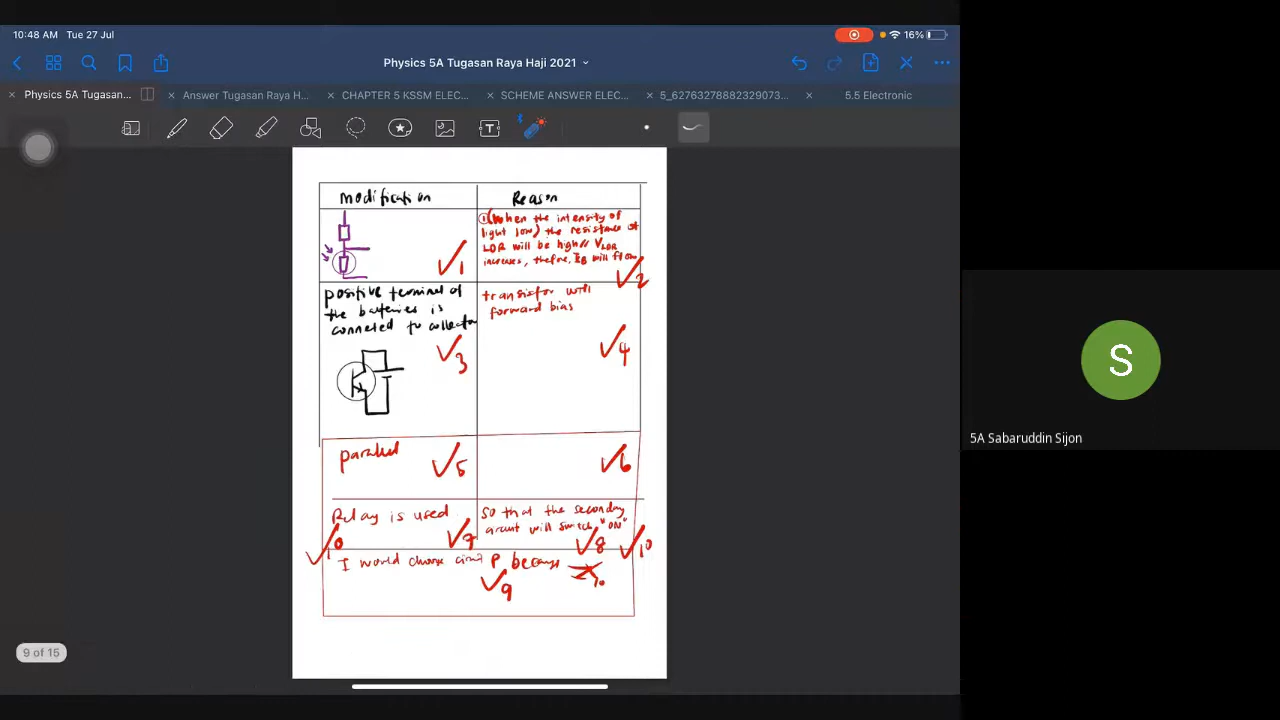 10:48 AM Tue 27 Jul
16%
Physics 5A Tugasan Raya Haji 2021
Physics 5A Tugasan...
Answer Tugasan Raya H...
CHAPTER 5 KSSM ELEC...
SCHEME ANSWER ELEC...
5_62763278882329073...
5.5 Electronic
T
modification
Reason
① (When the intensity of
light low) the resistance of
LDR will be high // VLDR
increases, therefore, IB will flow
✓1
✓2
positive terminal of
the batteries is
connected to collector
✓3
transistor will
forward bias
✓4
✓5
✓6
Relay is used
✓7
So that the secondary
circuit will switch "ON"
✓8
✓10
✓10
I would choose circuit P because
✓9
10
9 of 15
S
5A Sabaruddin Sijon